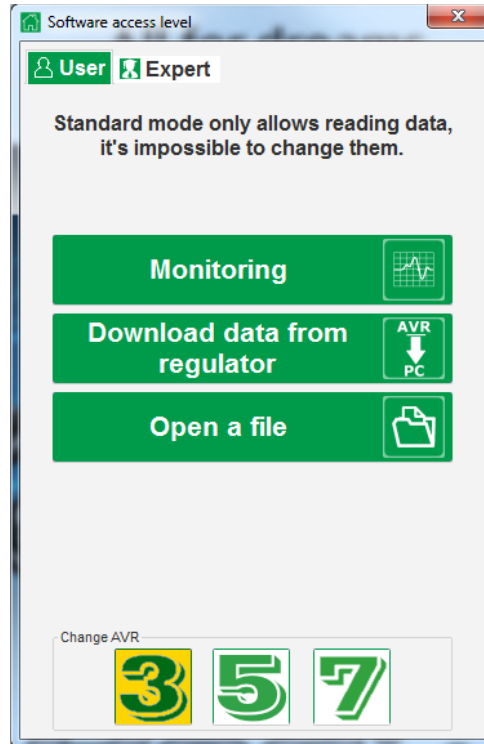 Software access level
User Expert
Standard mode only allows reading data,
it's impossible to change them.
Monitoring
Download data from
regulator
AVR
PC
Open a file
Change AVR
3 5 7